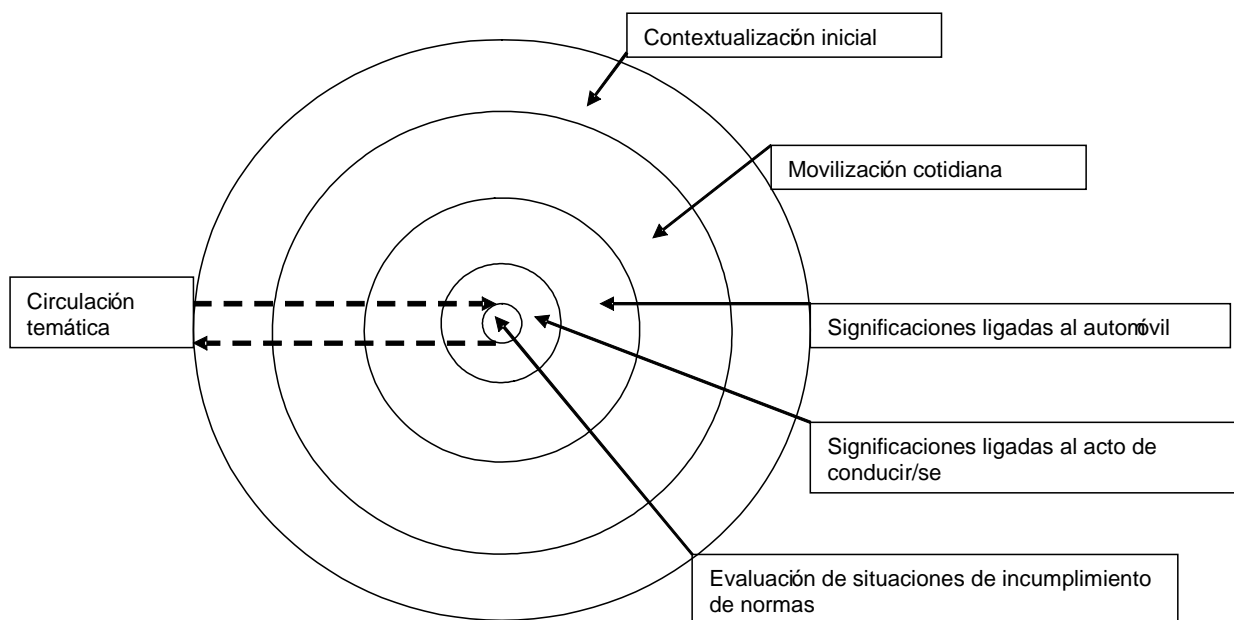 Contextualización inicial
Movilización cotidiana
Circulación
temática
Significaciones ligadas al automóvil
Significaciones ligadas al acto de
conducir/se
Evaluación de situaciones de incumplimiento
de normas